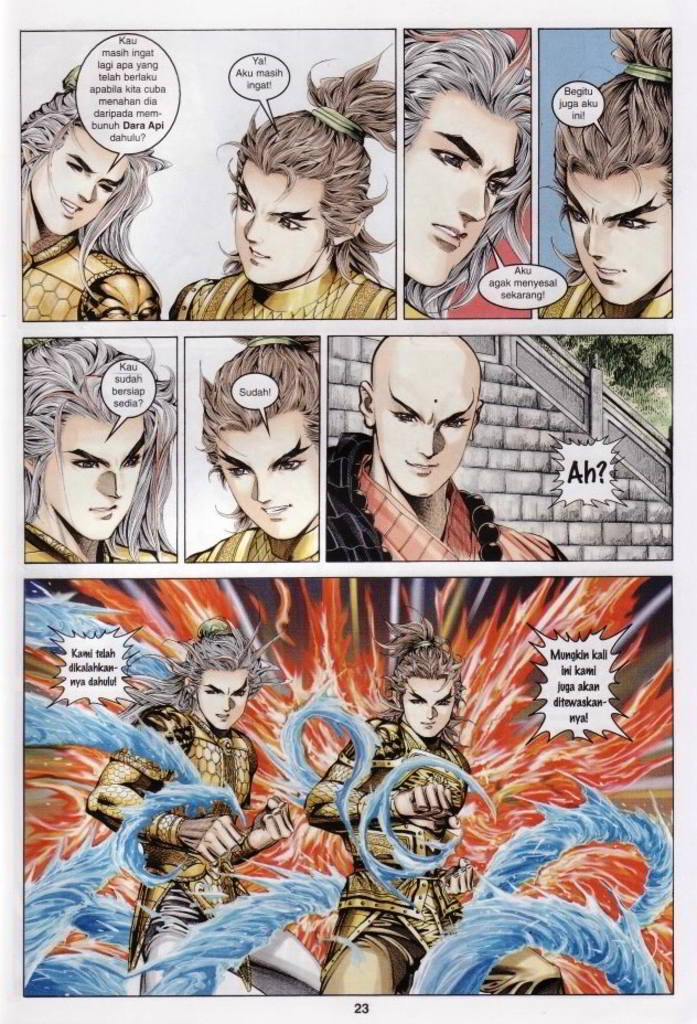 Kau
masih ingat
lagi apa yang
telah berlaku
apabila kita cuba
menahan dia
daripada mem-
bunuh Dara Api
dahulu?
Ya!
Aku masih
ingat!
Aku
agak menyesal
sekarang!
Begitu
juga aku
ini!
Kau
sudah
bersiap
sedia?
Sudah!
Ah?
Kami telah
dikalahkan-
nya dahulu!
Mungkin kali
ini kami
juga akan
ditewaskan-
nya!
23